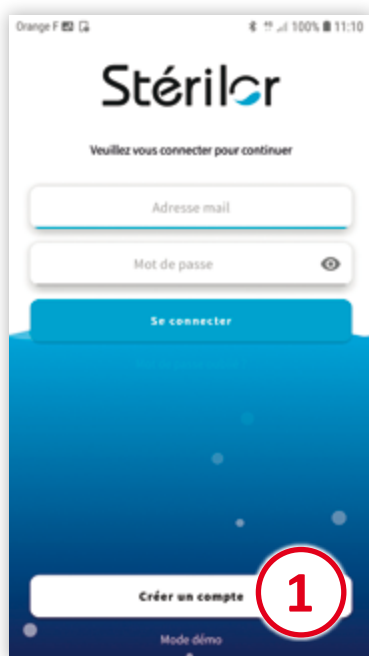 Orange F
100% 11:10
Stérilor
Veuillez vous connecter pour continuer
Adresse mail
Mot de passe
Se connecter
Créer un compte
1
Mode démo